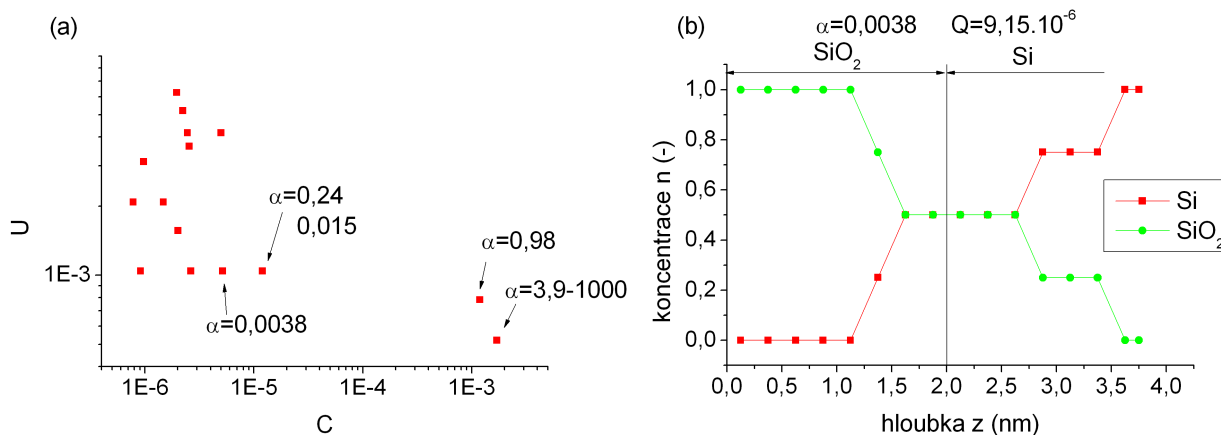 (a)
U
1E-3
1E-6
1E-5
1E-4
1E-3
C
α=0,24
0,015
α=0,0038
α=0,98
α=3,9-1000
(b)
α=0,0038 Q=9,15.10⁻⁶
SiO₂ Si
koncentrace n (-)
1,0
0,8
0,6
0,4
0,2
0,0
0,0 0,5 1,0 1,5 2,0 2,5 3,0 3,5 4,0
hloubka z (nm)
Si
SiO₂